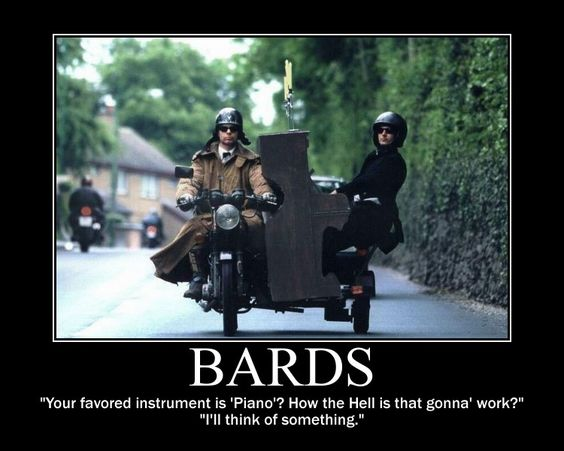 BARDS
"Your favored instrument is 'Piano'? How the Hell is that gonna' work?"
"I'll think of something."